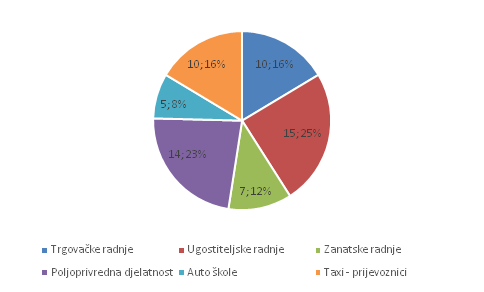 10; 16%
10; 16%
5; 8%
15; 25%
14; 23%
7; 12%
Trgovačke radnje
Ugostiteljske radnje
Zanatske radnje
Poljoprivredna djelatnost
Auto škole
Taxi - prijevoznici